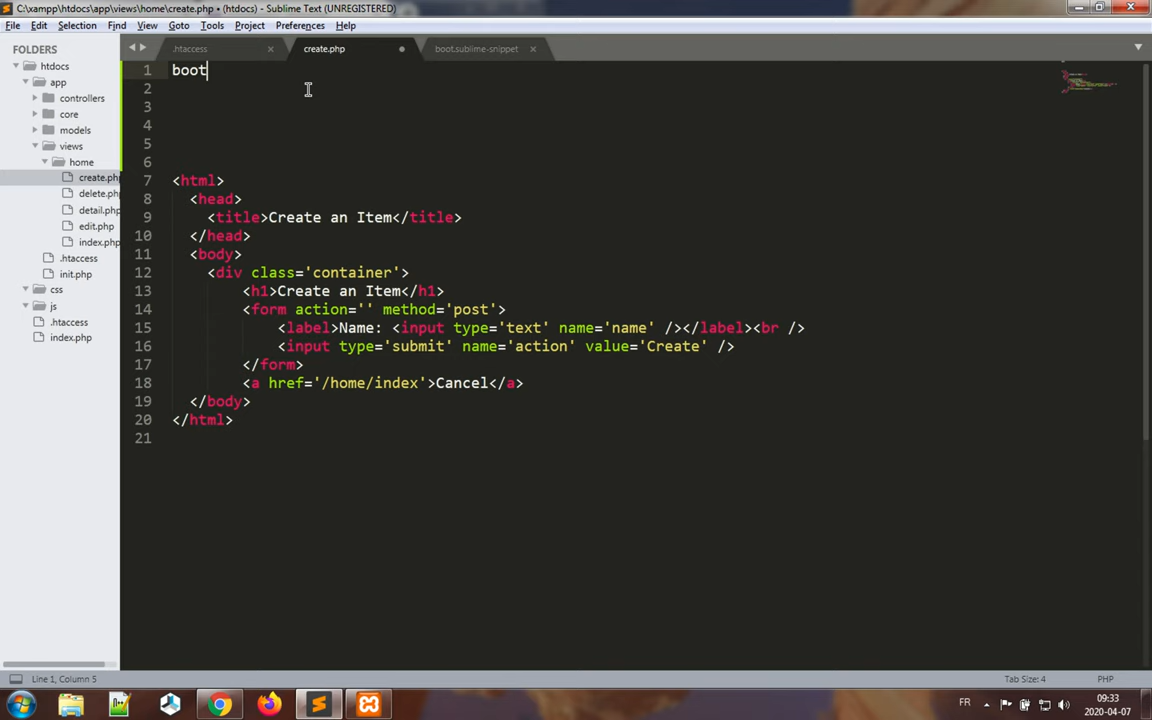 C:\xampp\htdocs\app\views\home\create.php • (htdocs) - Sublime Text (UNREGISTERED)
File Edit Selection Find View Goto Tools Project Preferences Help
FOLDERS
htdocs
app
controllers
core
models
views
home
create.php
delete.php
detail.php
edit.php
index.php
.htaccess
init.php
css
js
.htaccess
index.php
.htaccess × create.php • boot.sublime-snippet ×
1 boot
2
3
4
5
6
7 <html>
8 <head>
9 <title>Create an Item</title>
10 </head>
11 <body>
12 <div class='container'>
13 <h1>Create an Item</h1>
14 <form action='' method='post'>
15 <label>Name: <input type='text' name='name' /></label><br />
16 <input type='submit' name='action' value='Create' />
17 </form>
18 <a href='/home/index'>Cancel</a>
19 </body>
20 </html>
21
Line 1, Column 5 Tab Size: 4 PHP
FR 09:33
2020-04-07